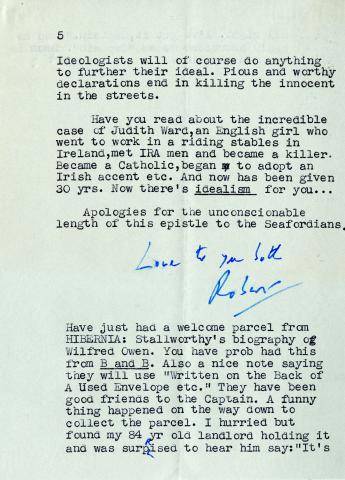 5
Ideologists will of course do anything
to further their ideal. Pious and worthy
declarations end in killing the innocent
in the streets.
Have you read about the incredible
case of Judith Ward,an English girl who
went to work in a riding stables in
Ireland,met IRA men and became a killer.
Became a Catholic,began to adopt an
Irish accent etc. And now has been given
30 yrs. Now there's idealism for you...
Apologies for the unconscionable
length of this epistle to the Seafordians.
Love to you both
Robert
Have just had a welcome parcel from
HIBERNIA: Stallworthy's biography of
Wilfred Owen. You have prob had this
from B and B. Also a nice note saying
they will use "Written on the Back of
A Used Envelope etc." They have been
good friends to the Captain. A funny
thing happened on the way down to
collect the parcel. I hurried but
found my 84 yr old landlord holding it
and was surprised to hear him say:"It's